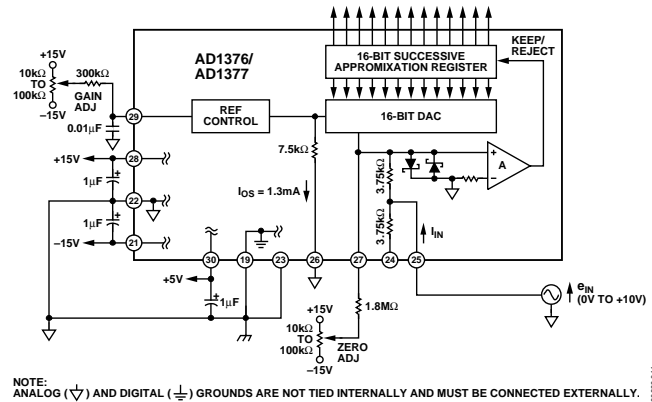 KEEP/
REJECT
AD1376/
AD1377
16-BIT SUCCESSIVE
APPROMIXATION REGISTER
+15V
10kΩ
TO
100kΩ
–15V
300kΩ
GAIN
ADJ
29
0.01µF
REF
CONTROL
16-BIT DAC
7.5kΩ
+
A
–
+15V
28
+
1µF
22
+
1µF
–15V
21
IOS = 1.3mA
3.75kΩ
3.75kΩ
IIN
30
19
23
26
27
24
25
+5V
+
1µF
1.8MΩ
eIN
(0V TO +10V)
+15V
10kΩ
TO
100kΩ
–15V
ZERO
ADJ
NOTE:
ANALOG ( ) AND DIGITAL ( ) GROUNDS ARE NOT TIED INTERNALLY AND MUST BE CONNECTED EXTERNALLY.